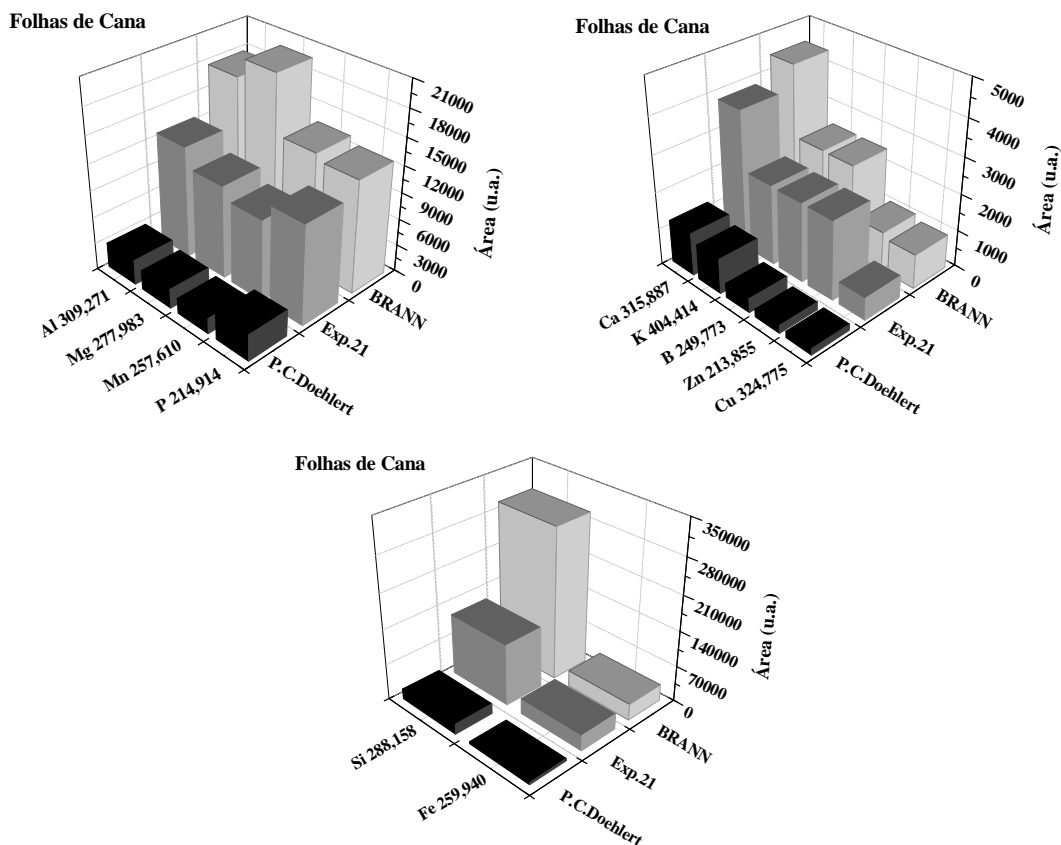 Folhas de Cana
21000
18000
15000
12000
9000
6000
3000
0
Área (u.a.)
Al 309,271
Mg 277,983
Mn 257,610
P 214,914
BRANN
Exp.21
P.C.Doehlert
Folhas de Cana
5000
4000
3000
2000
1000
0
Área (u.a.)
Ca 315,887
K 404,414
B 249,773
Zn 213,855
Cu 324,775
BRANN
Exp.21
P.C.Doehlert
Folhas de Cana
350000
280000
210000
140000
70000
0
Área (u.a.)
Si 288,158
Fe 259,940
BRANN
Exp.21
P.C.Doehlert